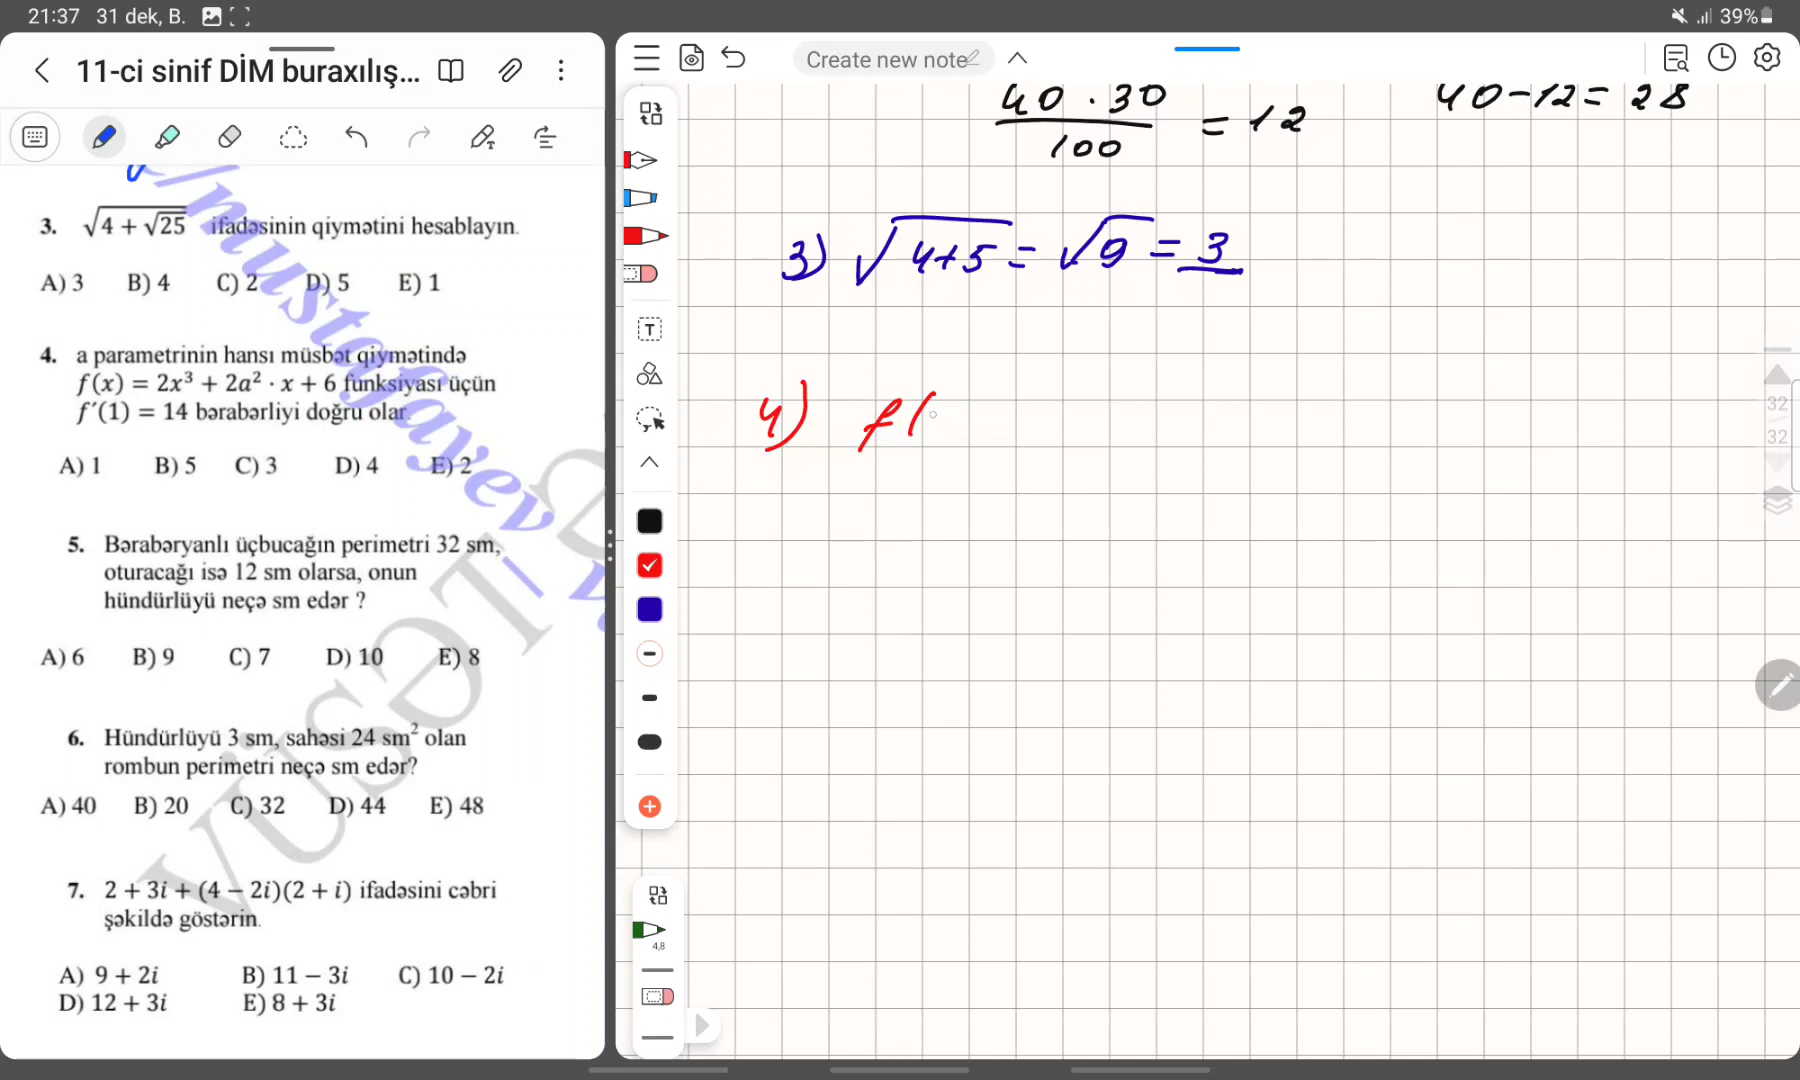 21:37 31 dek, B. 39%
11-ci sinif DİM buraxılış...
3. √4 + √25 ifadəsinin qiymətini hesablayın.
A) 3 B) 4 C) 2 D) 5 E) 1
4. a parametrinin hansı müsbət qiymətində
f(x) = 2x³ + 2a² · x + 6 funksiyası üçün
f′(1) = 14 bərabərliyi doğru olar.
A) 1 B) 5 C) 3 D) 4 E) 2
5. Bərabəryanlı üçbucağın perimetri 32 sm,
oturacağı isə 12 sm olarsa, onun
hündürlüyü neçə sm edər ?
A) 6 B) 9 C) 7 D) 10 E) 8
6. Hündürlüyü 3 sm, sahəsi 24 sm² olan
rombun perimetri neçə sm edər?
A) 40 B) 20 C) 32 D) 44 E) 48
7. 2 + 3i + (4 − 2i)(2 + i) ifadəsini cəbri
şəkildə göstərin.
A) 9 + 2i B) 11 − 3i C) 10 − 2i
D) 12 + 3i E) 8 + 3i
/mustafayev_v
VÜSƏT
Create new note
40 · 30
100
= 12
40-12= 28
3) √4+5 = √9 = 3
4) f(
T
32
32
4,8